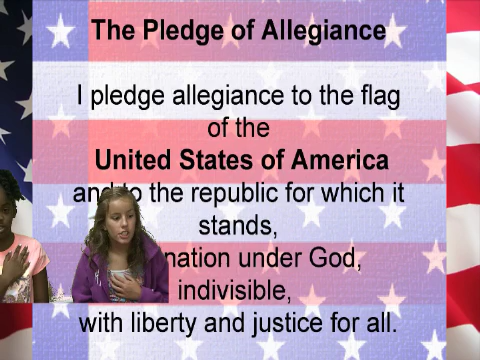 The Pledge of Allegiance
I pledge allegiance to the flag
of the
United States of America
and to the republic for which it
stands,
nation under God,
indivisible,
with liberty and justice for all.